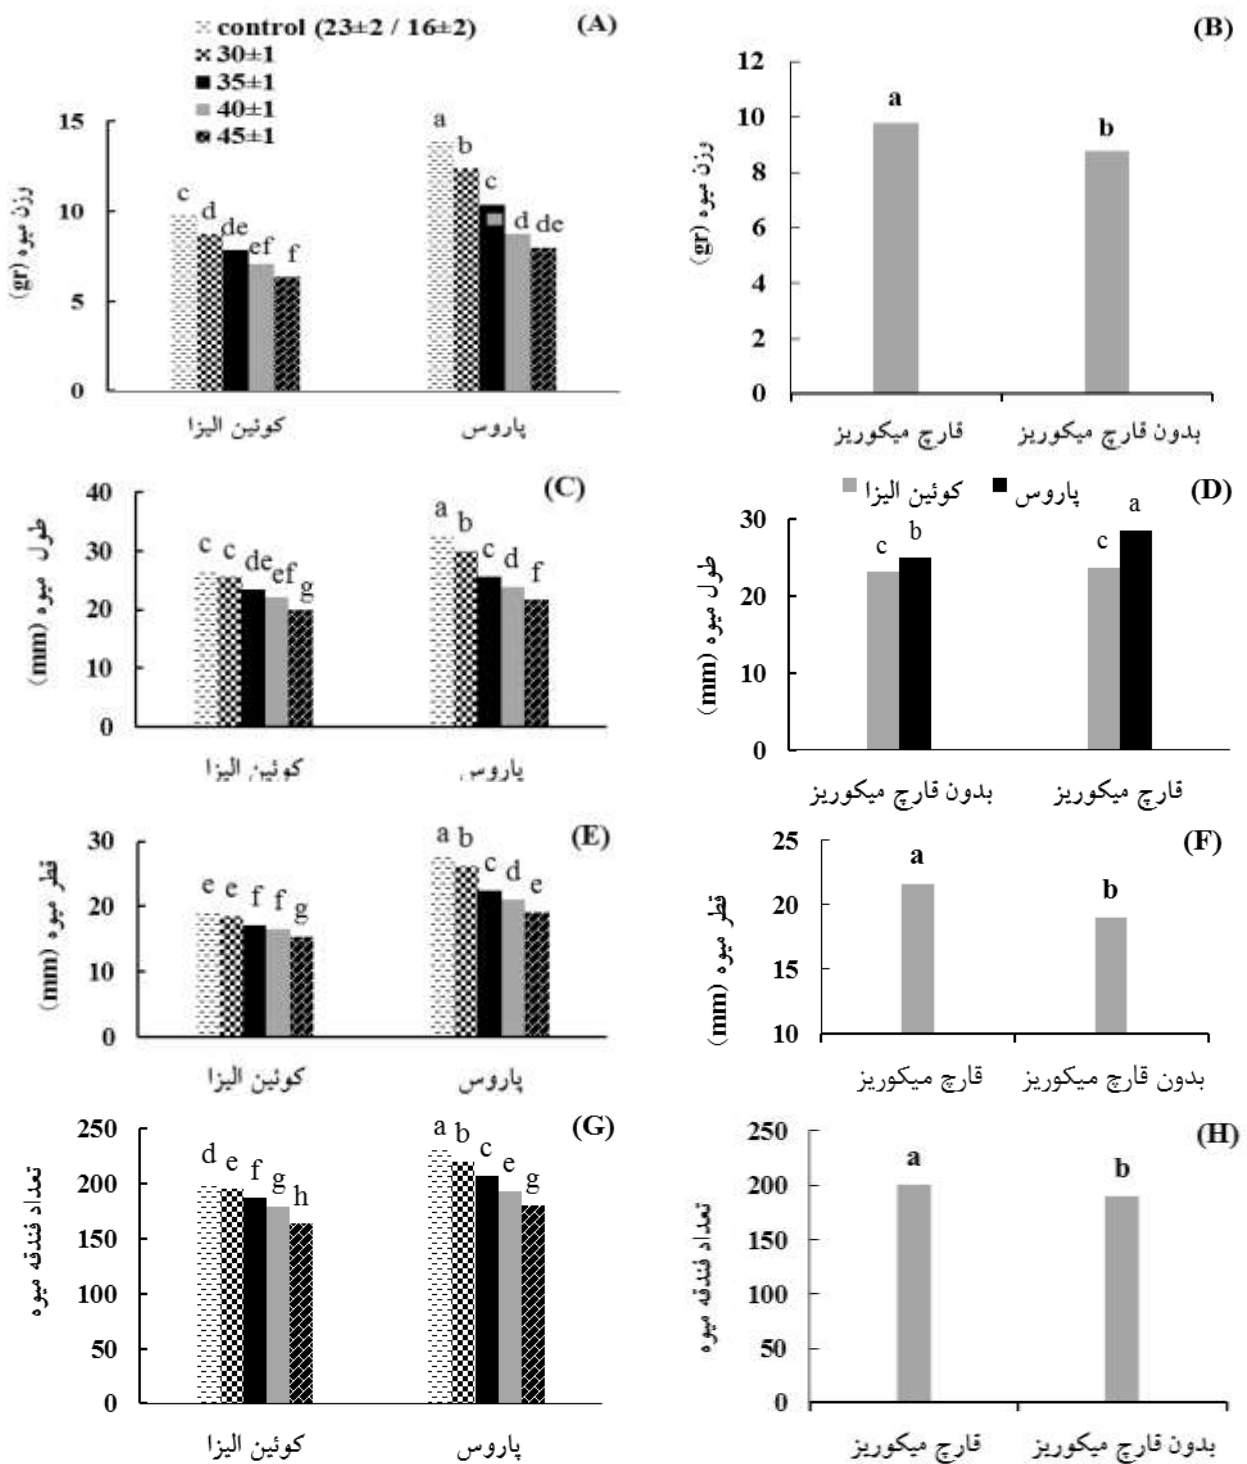 (A)
control (23±2 / 16±2)
30±1
35±1
40±1
45±1
وزن میوه (gr)
15
10
5
0
c
d
de
ef
f
a
b
c
d
de
کوئین الیزا
پاروس
(B)
وزن میوه (gr)
12
10
8
6
4
2
0
a
b
قارچ میکوریز
بدون قارچ میکوریز
(C)
طول میوه (mm)
40
30
20
10
0
c
c
de
ef
g
a
b
c
d
f
کوئین الیزا
پاروس
(D)
کوئین الیزا
پاروس
طول میوه (mm)
30
20
10
0
c
b
c
a
بدون قارچ میکوریز
قارچ میکوریز
(E)
قطر میوه (mm)
30
20
10
0
e
e
f
f
g
a
b
c
d
e
کوئین الیزا
پاروس
(F)
قطر میوه (mm)
25
20
15
10
a
b
قارچ میکوریز
بدون قارچ میکوریز
(G)
تعداد فندقه میوه
250
200
150
100
50
0
d
e
f
g
h
a
b
c
e
g
کوئین الیزا
پاروس
(H)
تعداد فندقه میوه
250
200
150
100
50
0
a
b
قارچ میکوریز
بدون قارچ میکوریز